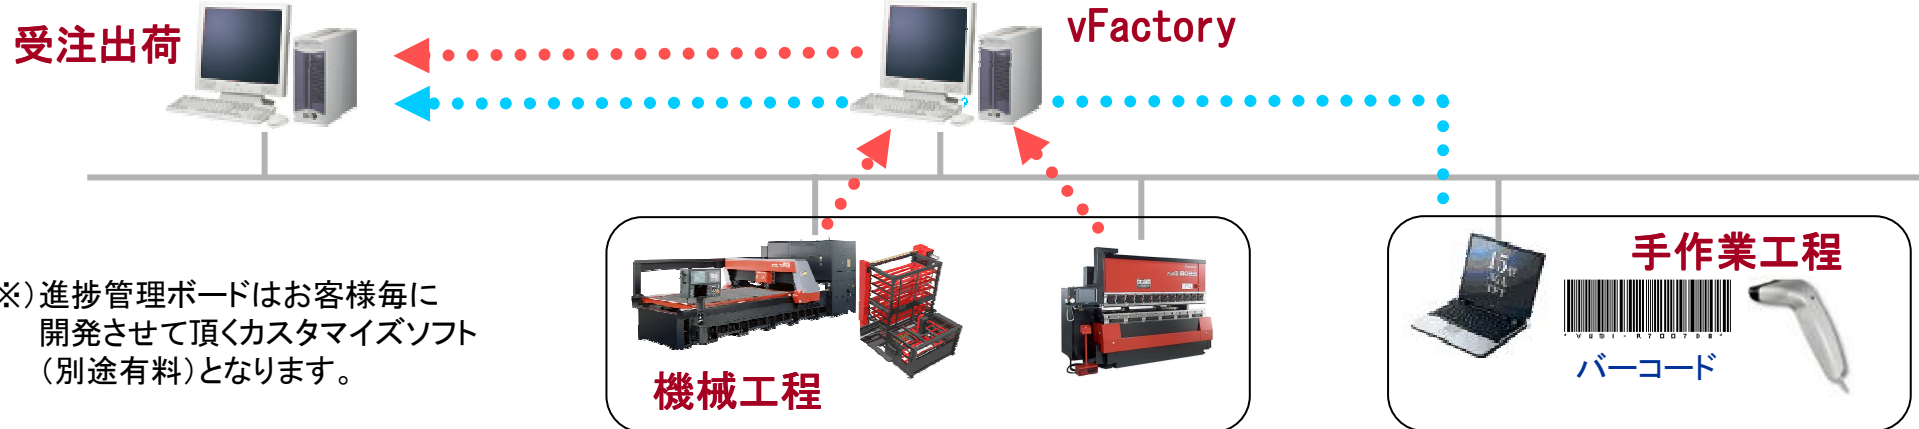 受注出荷
vFactory
手作業工程
※)進捗管理ボードはお客様毎に
開発させて頂くカスタマイズソフト
(別途有料)となります。
バーコード
機械工程